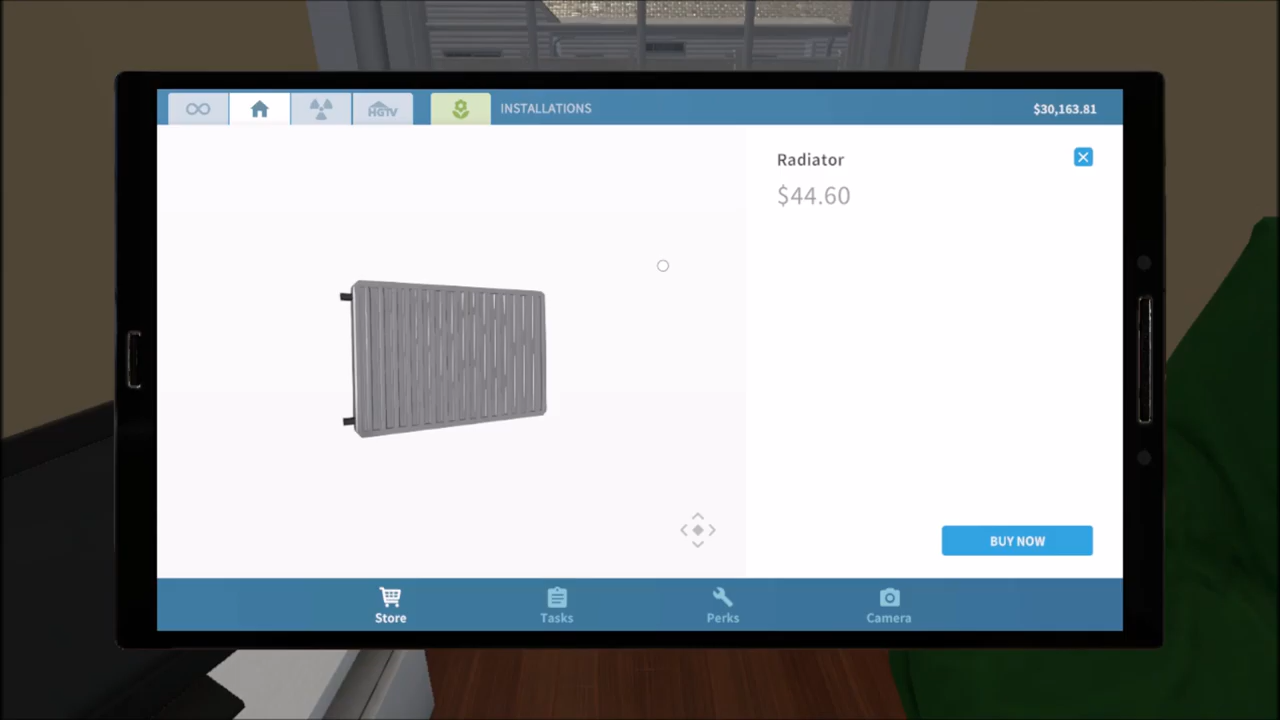 HGTV
INSTALLATIONS
$30,163.81
Radiator
$44.60
BUY NOW
Store
Tasks
Perks
Camera